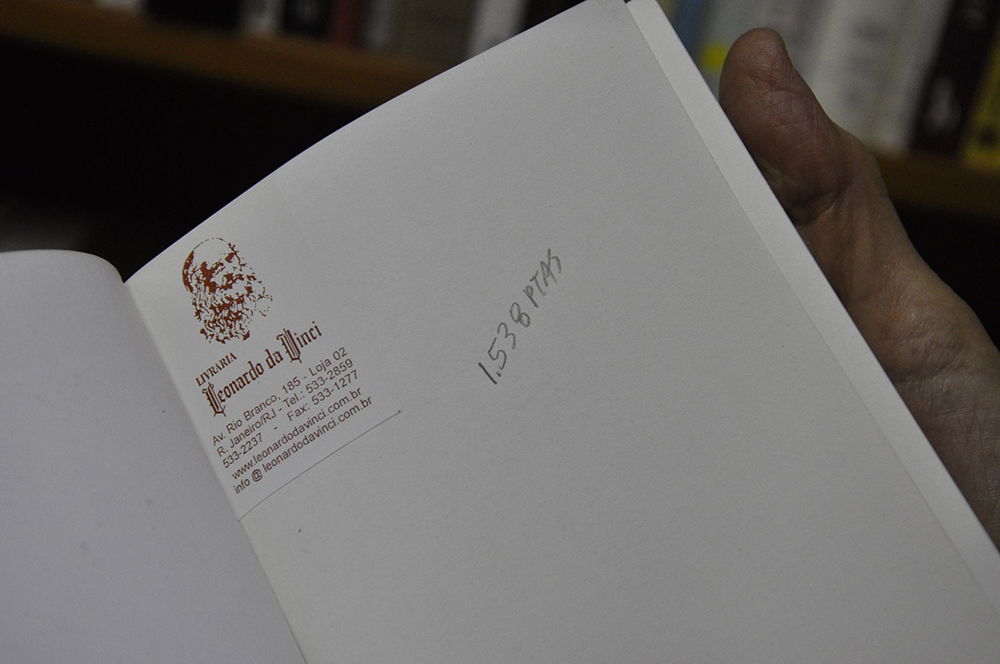 LIVRARIA
Leonardo da Vinci
Av. Rio Branco, 185 - Loja 02
R. Janeiro/RJ - Tel.: 533-2859
533-2237 - Fax: 533-1277
www.leonardodavinci.com.br
info @ leonardodavinci.com.br
1.538 PTAS